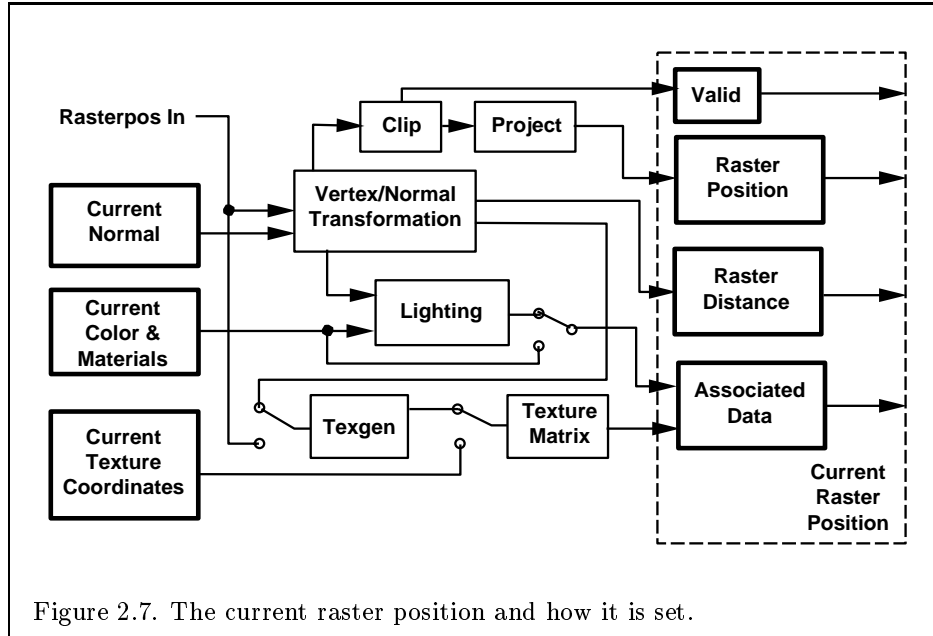 Rasterpos In
Clip
Project
Valid
Raster
Position
Current
Normal
Vertex/Normal
Transformation
Raster
Distance
Current
Color &
Materials
Lighting
Associated
Data
Current
Texture
Coordinates
Texgen
Texture
Matrix
Current
Raster
Position
Figure 2.7. The current raster position and how it is set.